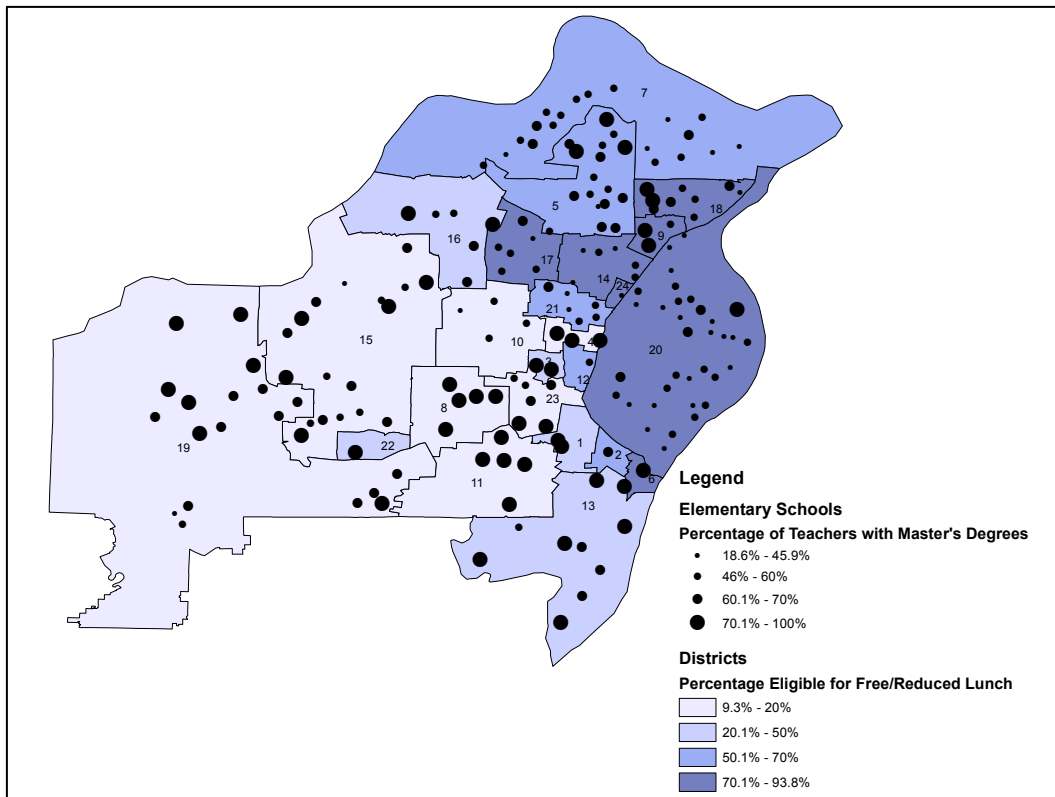 7
5
18
9
16
17
14
24
21
15
10
4
20
3
12
8
23
19
22
1
2
11
6
13
Legend
Elementary Schools
Percentage of Teachers with Master's Degrees
18.6% - 45.9%
46% - 60%
60.1% - 70%
70.1% - 100%
Districts
Percentage Eligible for Free/Reduced Lunch
9.3% - 20%
20.1% - 50%
50.1% - 70%
70.1% - 93.8%